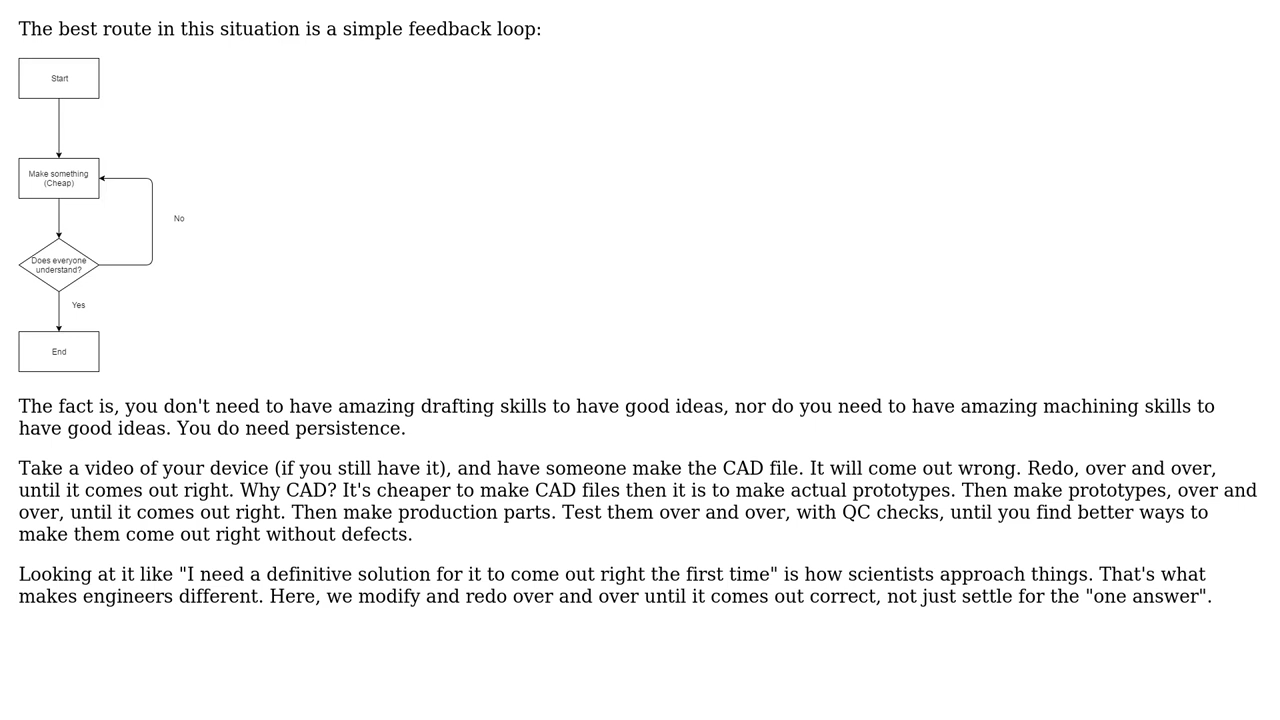 The best route in this situation is a simple feedback loop:
Start
Make something
(Cheap)
No
Does everyone
understand?
Yes
End
The fact is, you don't need to have amazing drafting skills to have good ideas, nor do you need to have amazing machining skills to
have good ideas. You do need persistence.
Take a video of your device (if you still have it), and have someone make the CAD file. It will come out wrong. Redo, over and over,
until it comes out right. Why CAD? It's cheaper to make CAD files then it is to make actual prototypes. Then make prototypes, over and
over, until it comes out right. Then make production parts. Test them over and over, with QC checks, until you find better ways to
make them come out right without defects.
Looking at it like "I need a definitive solution for it to come out right the first time" is how scientists approach things. That's what
makes engineers different. Here, we modify and redo over and over until it comes out correct, not just settle for the "one answer".